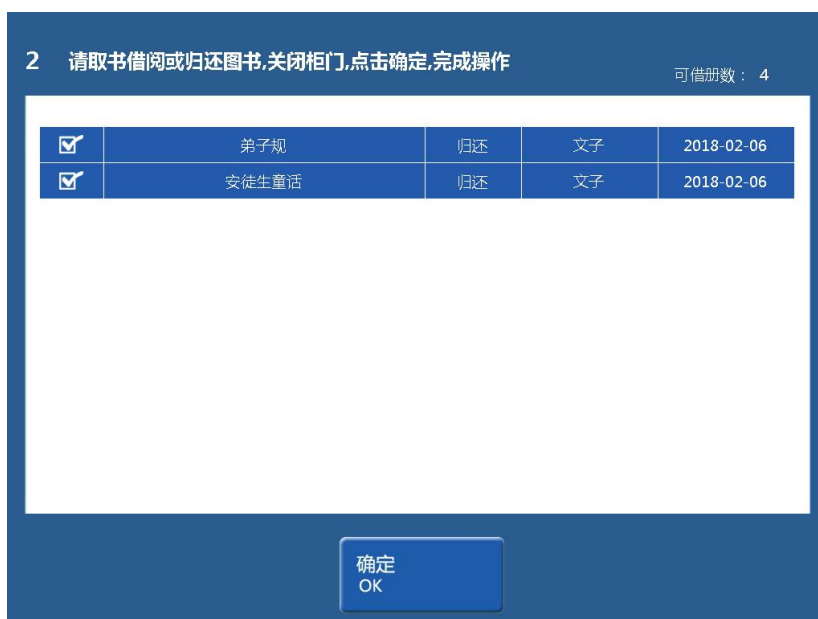 2 请取书借阅或归还图书,关闭柜门,点击确定,完成操作
可借册数： 4
弟子规 归还 文子 2018-02-06
安徒生童话 归还 文子 2018-02-06
确定
OK